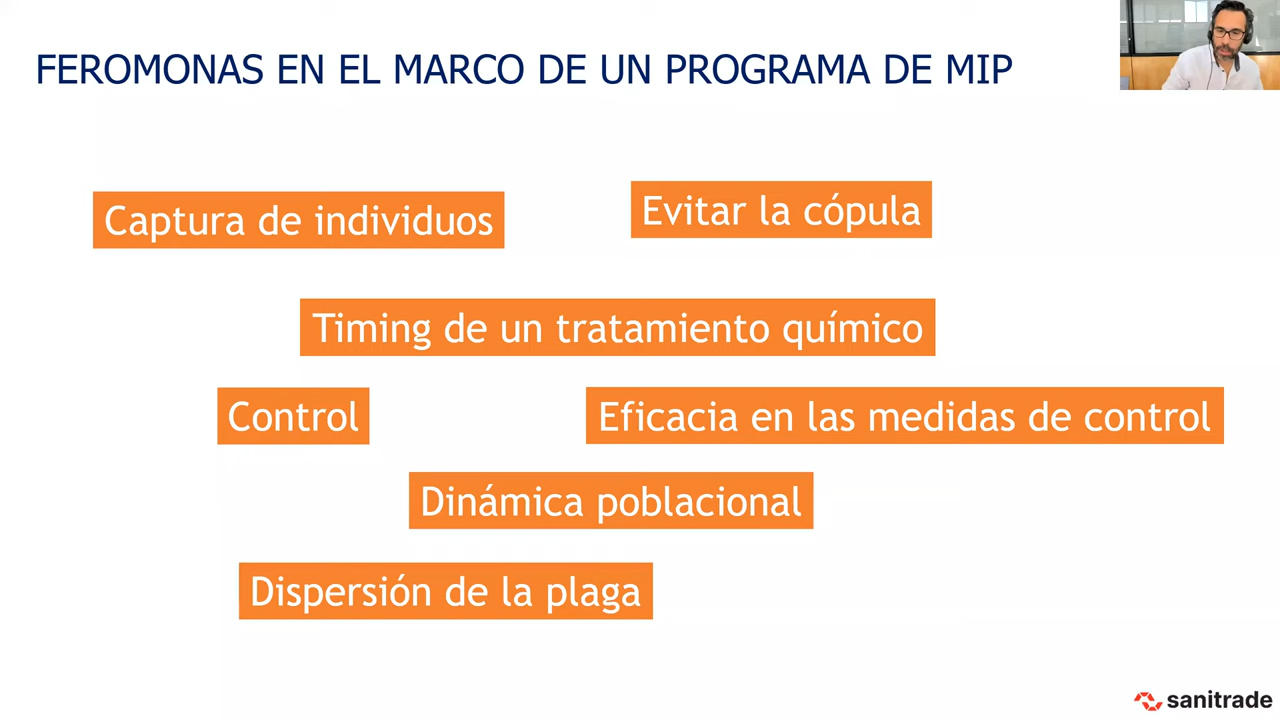 FEROMONAS EN EL MARCO DE UN PROGRAMA DE MIP
Captura de individuos
Evitar la cópula
Timing de un tratamiento químico
Control
Eficacia en las medidas de control
Dinámica poblacional
Dispersión de la plaga
sanitrade